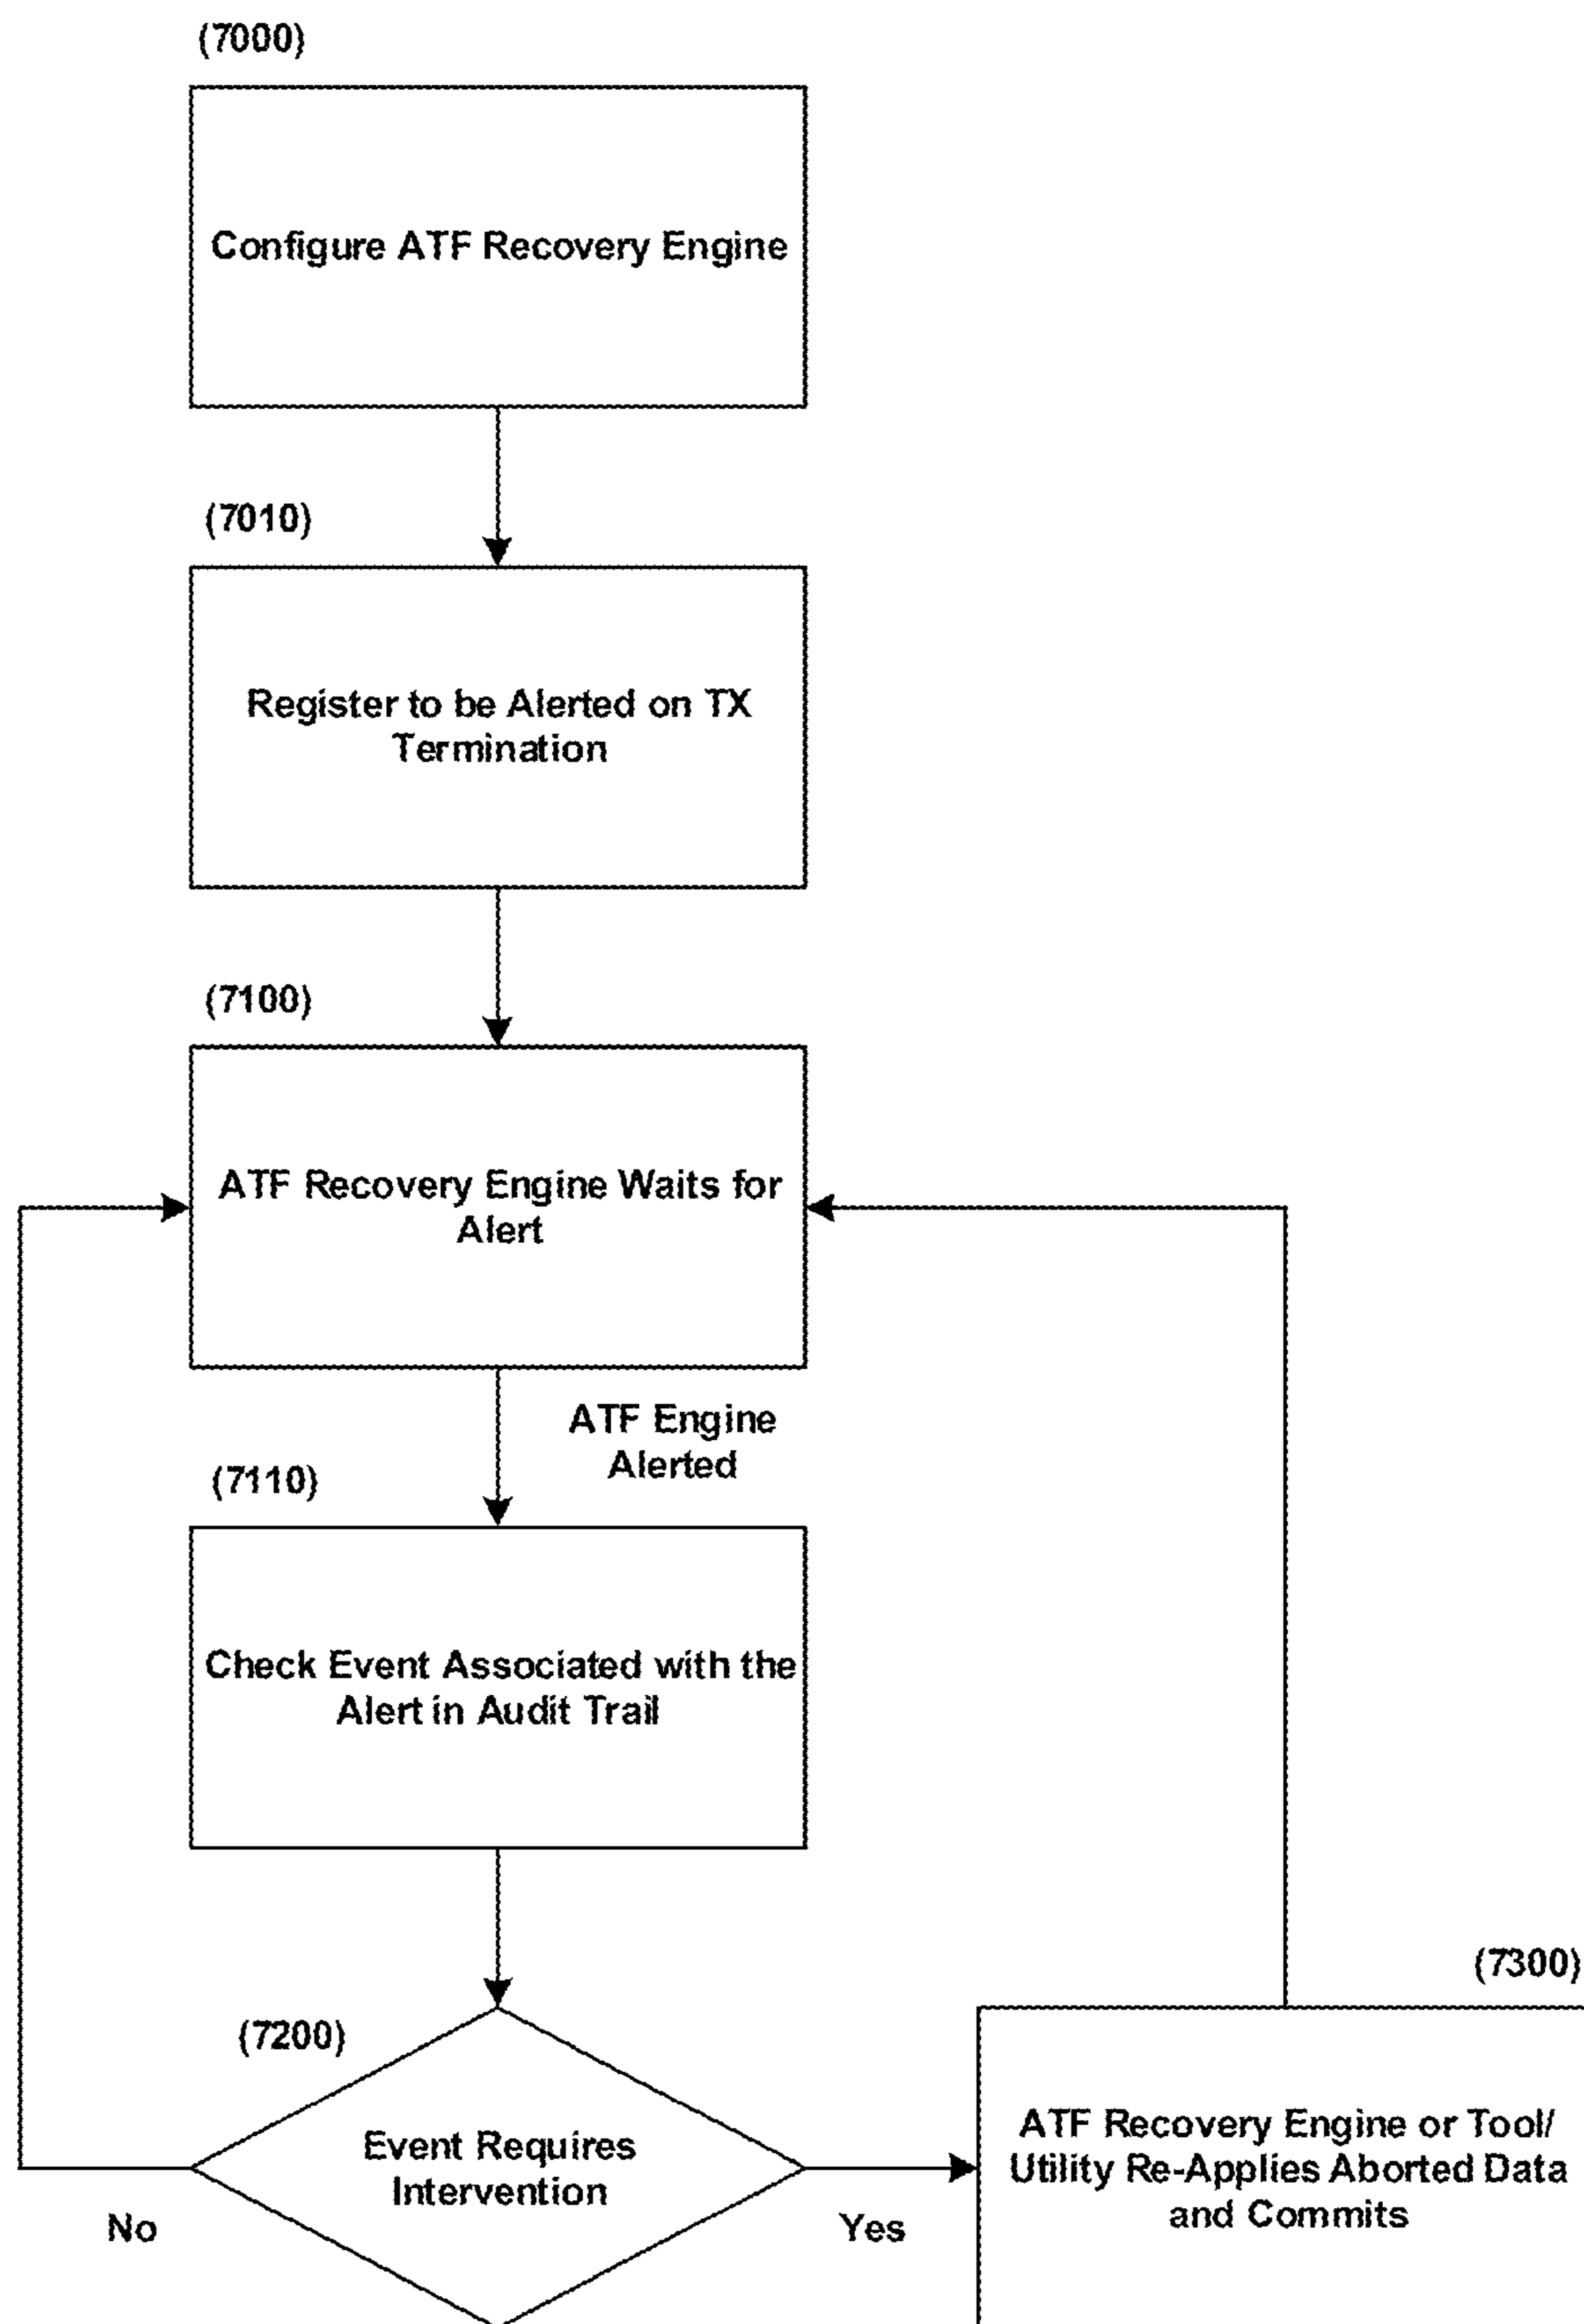 (7000)
Configure ATF Recovery Engine
(7010)
Register to be Alerted on TX
Termination
(7100)
ATF Recovery Engine Waits for
Alert
ATF Engine
Alerted
(7110)
Check Event Associated with the
Alert in Audit Trail
(7200)
Event Requires
Intervention
No
Yes
(7300)
ATF Recovery Engine or Tool/
Utility Re-Applies Aborted Data
and Commits